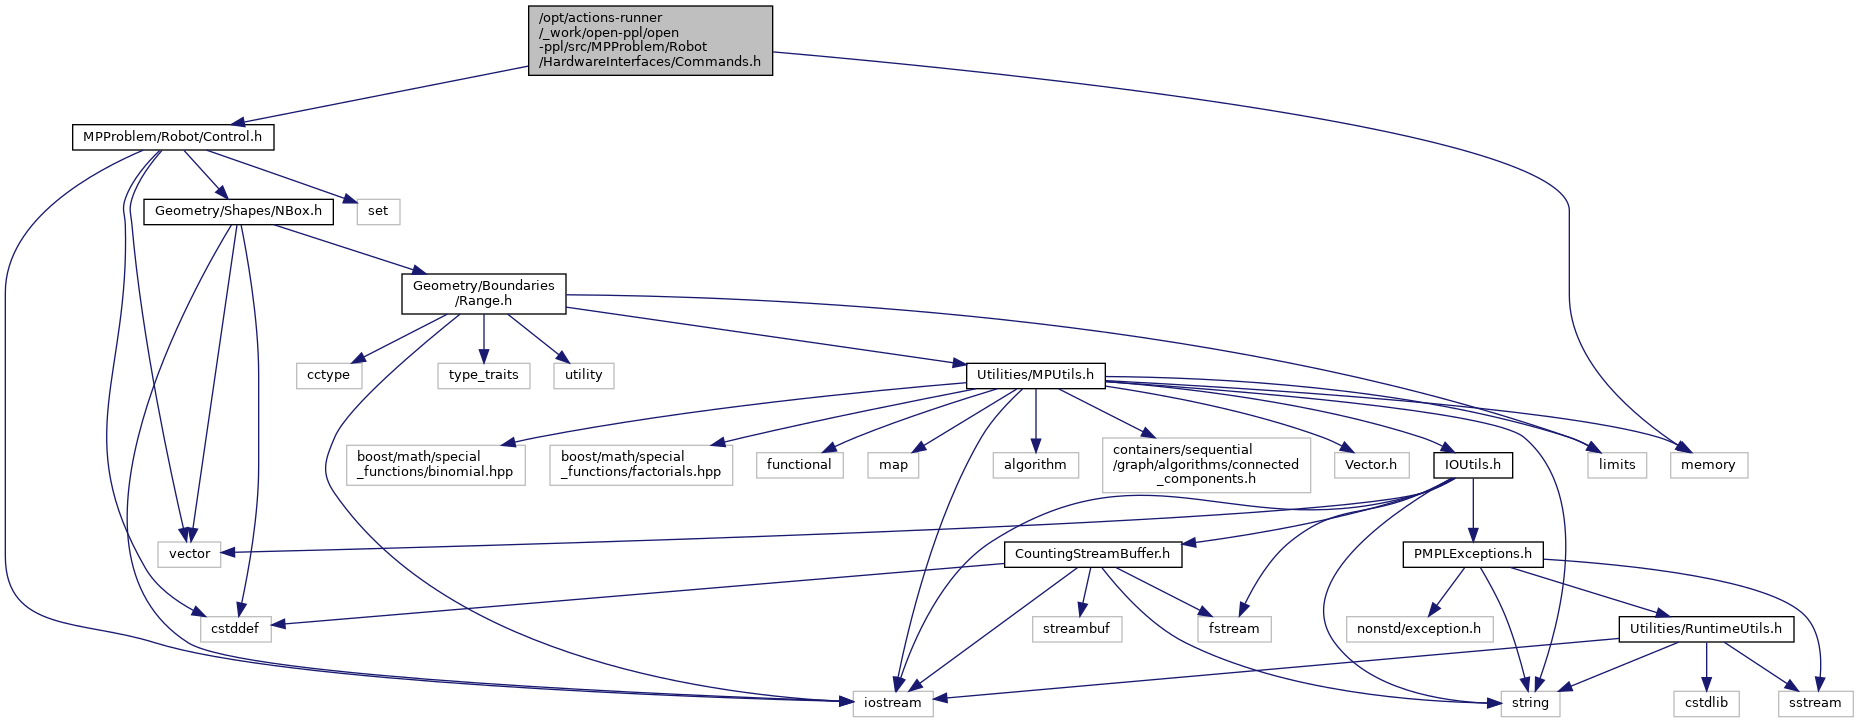 /opt/actions-runner
/_work/open-ppl/open
-ppl/src/MPProblem/Robot
/HardwareInterfaces/Commands.h
MPProblem/Robot/Control.h
Geometry/Shapes/NBox.h
set
Geometry/Boundaries
/Range.h
cctype
type_traits
utility
Utilities/MPUtils.h
boost/math/special
_functions/binomial.hpp
boost/math/special
_functions/factorials.hpp
functional
map
algorithm
containers/sequential
/graph/algorithms/connected
_components.h
Vector.h
IOUtils.h
limits
memory
vector
CountingStreamBuffer.h
PMPLExceptions.h
cstddef
streambuf
fstream
nonstd/exception.h
Utilities/RuntimeUtils.h
iostream
string
cstdlib
sstream